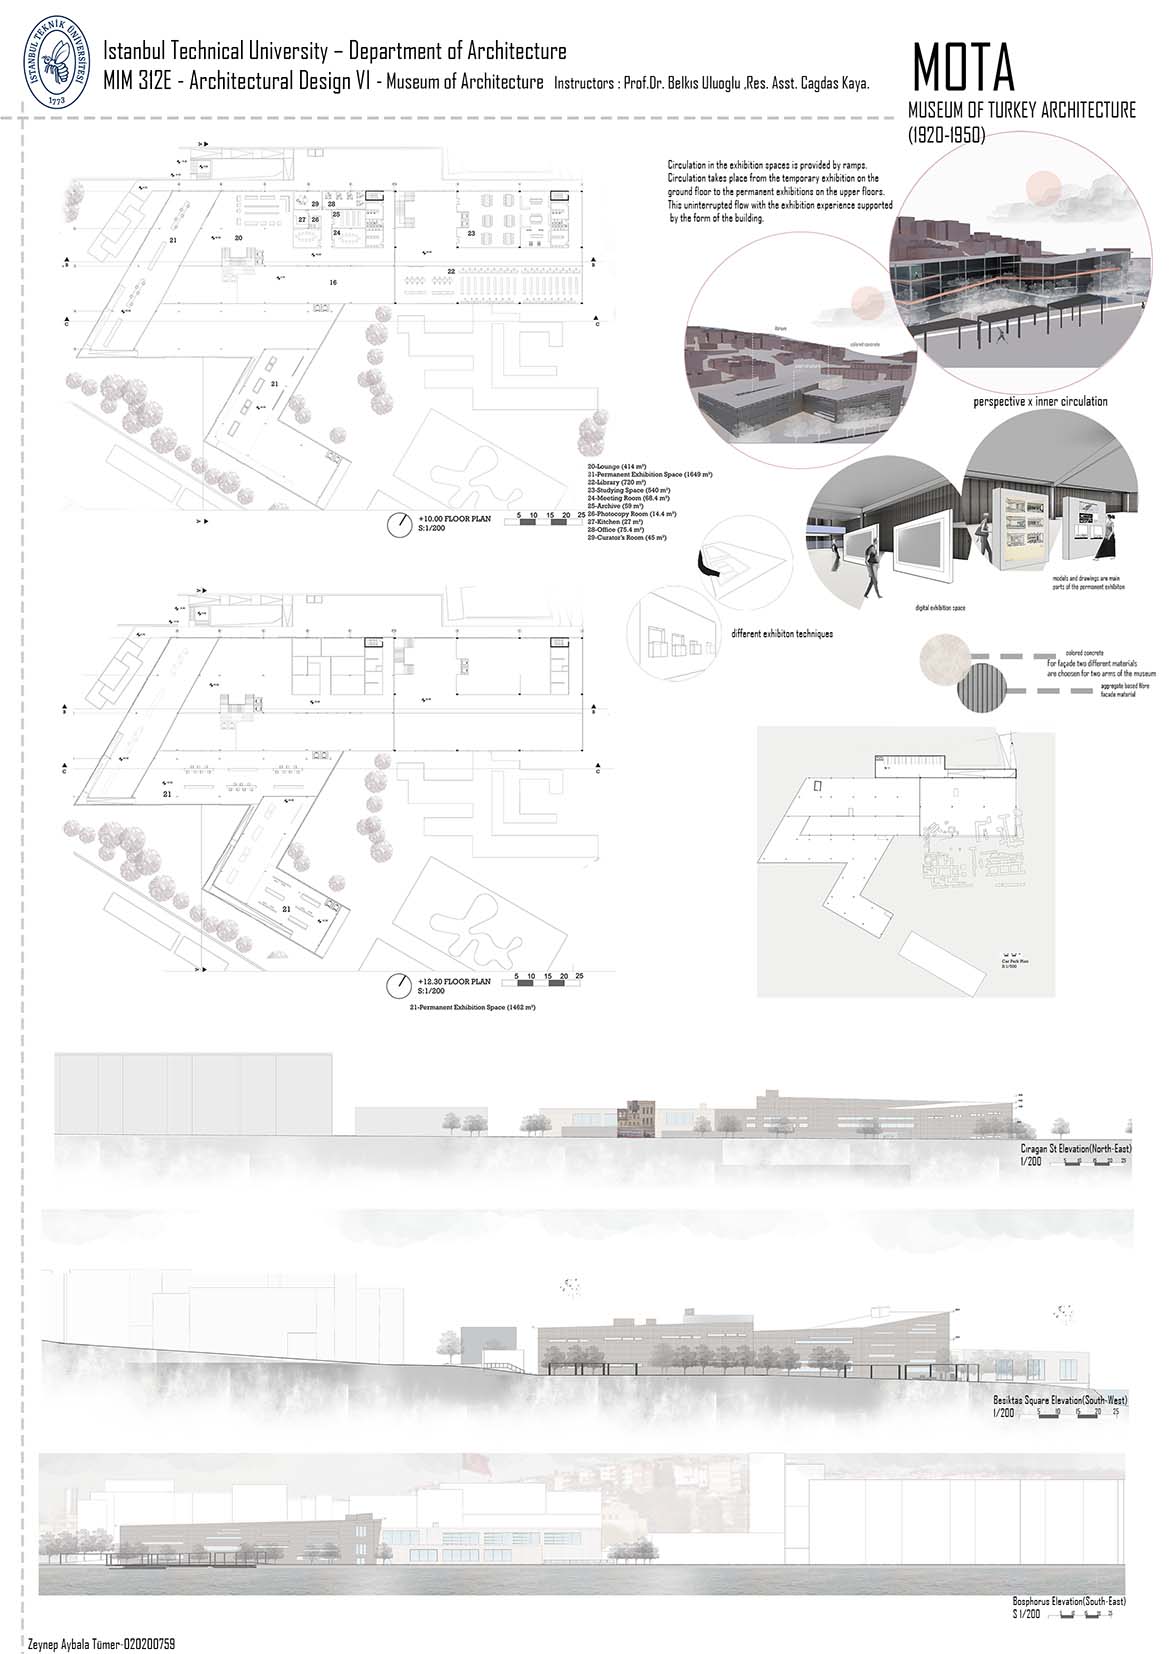 İSTANBUL TEKNİK ÜNİVERSİTESİ
1773
Istanbul Technical University – Department of Architecture
MIM 312E - Architectural Design VI - Museum of Architecture Instructors : Prof.Dr. Belkıs Uluoglu ,Res. Asst. Cagdas Kaya.
MOTA
MUSEUM OF TURKEY ARCHITECTURE
(1920-1950)
Circulation in the exhibition spaces is provided by ramps.
Circulation takes place from the temporary exhibition on the
ground floor to the permanent exhibitions on the upper floors.
This uninterrupted flow with the exhibition experience supported
by the form of the building.
colored concrete
perspective x inner circulation
21
20
29
28
27
26
25
24
23
22
16
21
20-Lounge (414 m²)
21-Permanent Exhibition Space (1649 m²)
22-Library (720 m²)
23-Studying Space (540 m²)
24-Meeting Room (68.4 m²)
25-Archive (59 m²)
26-Photocopy Room (14.4 m²)
27-Kitchen (27 m²)
28-Office (75.4 m²)
29-Curator's Room (45 m²)
+10.00 FLOOR PLAN
S:1/200
5 10 15 20 25
models and drawings are main
parts of the permanent exhibiton
digital exhibition space
different exhibiton techniques
colored concrete
For façade two different materials
are choosen for two arms of the museum
aggregate based fibre
facade material
B
B
C
C
21
21
+12.30 FLOOR PLAN
S:1/200
5 10 15 20 25
21-Permanent Exhibition Space (1462 m²)
Car Park Plan
S 1/500
Cıragan St Elevation(North-East)
1/200
5 10 15 20 25
Besiktas Square Elevation(South-West)
1/200
5 10 15 20 25
Bosphorus Elevation(South-East)
S 1/200
Zeynep Aybala Tümer-020200759